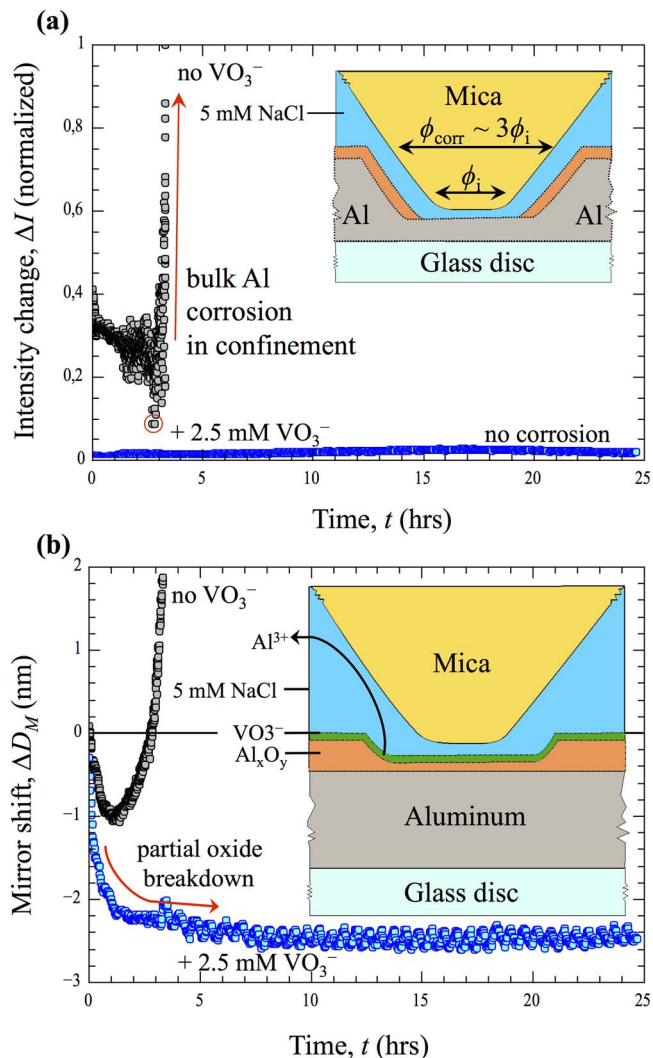 (a)
1
0,8
0,6
0,4
0,2
0
Intensity change, ΔI (normalized)
no VO₃⁻
5 mM NaCl
Mica
ϕcorr ~ 3ϕi
ϕi
Al
Al
Glass disc
bulk Al
corrosion
in confinement
+ 2.5 mM VO₃⁻
no corrosion
0 5 10 15 20 25
Time, t (hrs)
(b)
2
1
0
−1
−2
−3
Mirror shift, ΔD_M (nm)
no VO₃⁻
Al³⁺
5 mM NaCl
Mica
VO3⁻
AlₓOᵧ
Aluminum
Glass disc
partial oxide
breakdown
+ 2.5 mM VO₃⁻
0 5 10 15 20 25
Time, t (hrs)